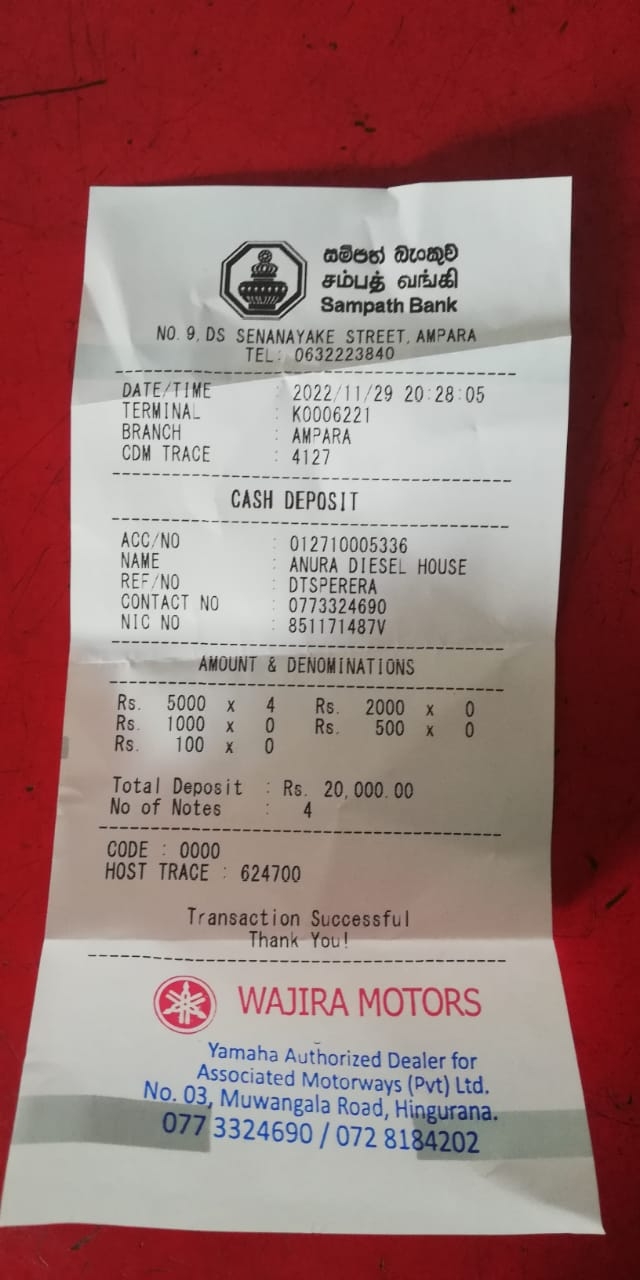 සම්පත් බැංකුව
சம்பத் வங்கி
Sampath Bank
NO. 9, DS SENANAYAKE STREET, AMPARA
TEL: 0632223840
DATE/TIME : 2022/11/29 20:28:05
TERMINAL : K0006221
BRANCH : AMPARA
CDM TRACE : 4127
CASH DEPOSIT
ACC/NO : 012710005336
NAME : ANURA DIESEL HOUSE
REF/NO : DTSPERERA
CONTACT NO : 0773324690
NIC NO : 851171487V
AMOUNT & DENOMINATIONS
Rs. 5000 x 4 Rs. 2000 x 0
Rs. 1000 x 0 Rs. 500 x 0
Rs. 100 x 0
Total Deposit : Rs. 20,000.00
No of Notes : 4
CODE : 0000
HOST TRACE : 624700
Transaction Successful
Thank You!
WAJIRA MOTORS
Yamaha Authorized Dealer for
Associated Motorways (Pvt) Ltd.
No. 03, Muwangala Road, Hingurana.
077 3324690 / 072 8184202